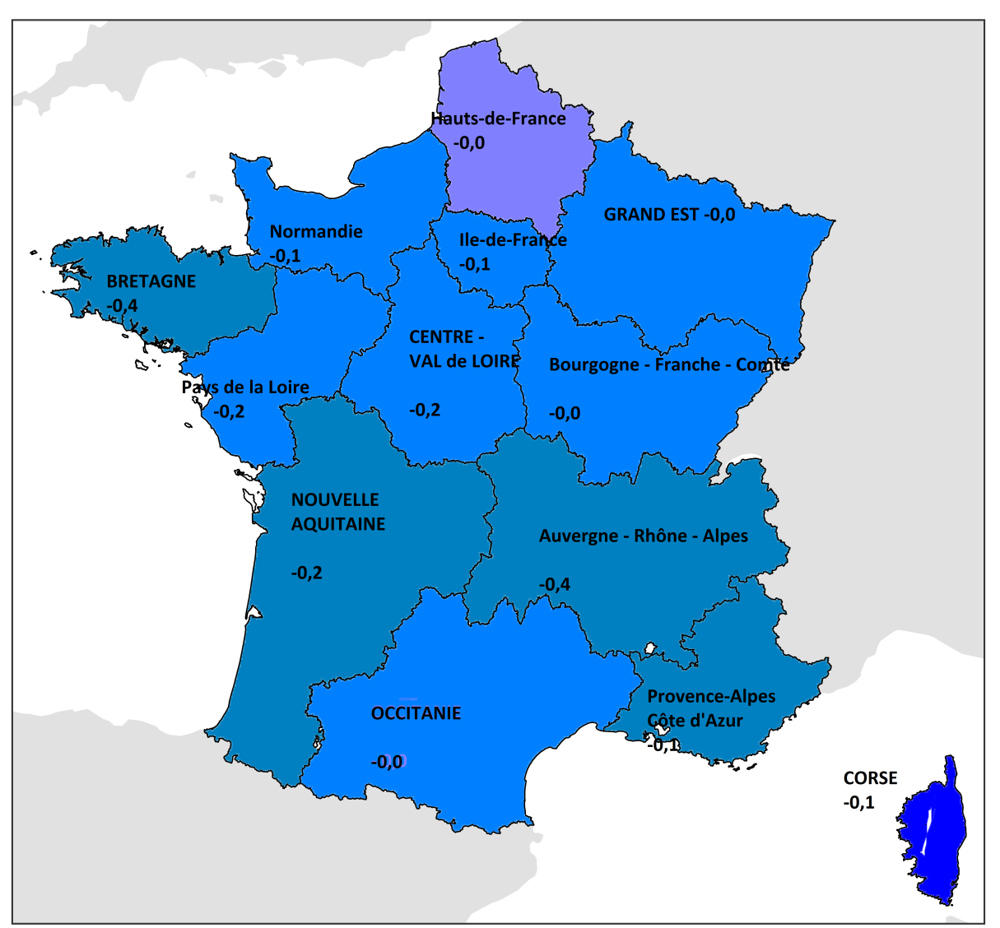 Hauts-de-France
-0,0
GRAND EST -0,0
Normandie
-0,1
Ile-de-France
-0,1
BRETAGNE
-0,4
CENTRE -
VAL de LOIRE
-0,2
Bourgogne - Franche - Comté
-0,0
Pays de la Loire
-0,2
NOUVELLE
AQUITAINE
-0,2
Auvergne - Rhône - Alpes
-0,4
OCCITANIE
-0,0
Provence-Alpes
Côte d'Azur
-0,1
CORSE
-0,1